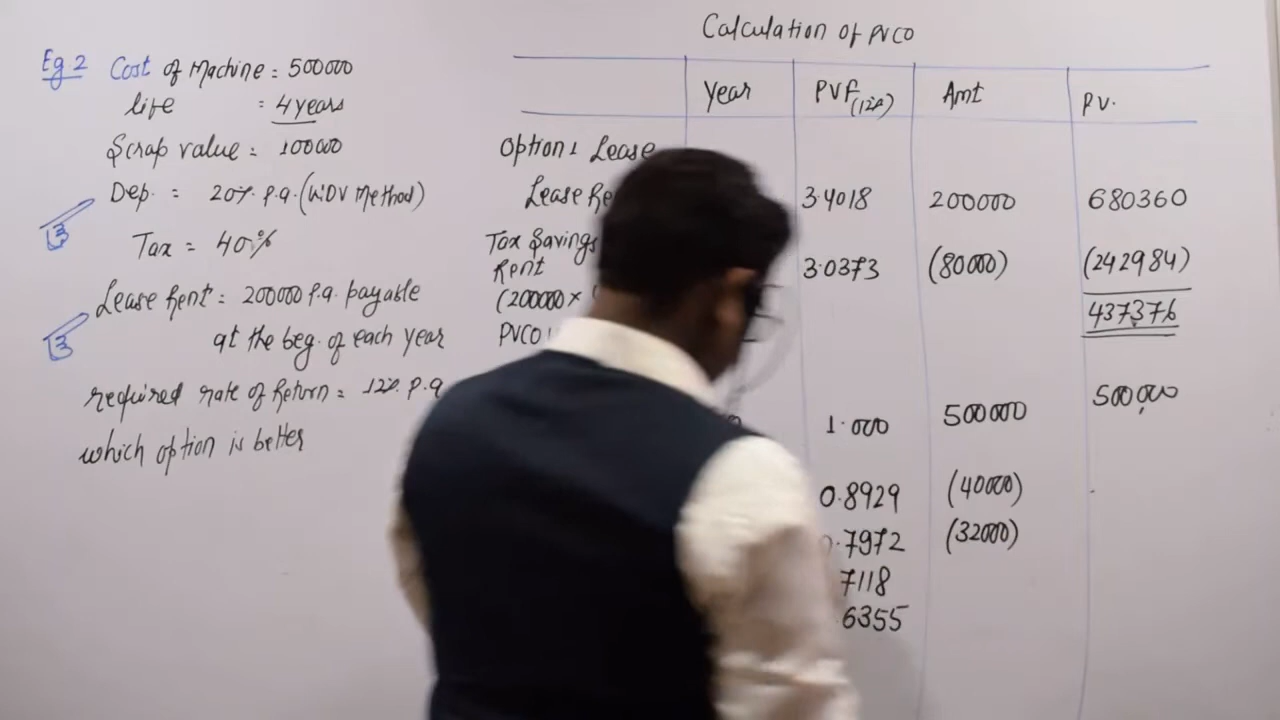 Calculation of PVCO
Eg 2 Cost of Machine = 500000
life = 4 years
Scrap value = 100000
Dep. = 20% P.a. (WDV Method)
Tax = 40%
Lease Rent = 200000 P.a. payable
at the beg. of each year
required rate of Return = 12% P.a
which option is better
Year PVF(12%) Amt PV.
Option 1 Lease
Lease 3.4018 200000 680360
Tax Savings
Rent 3.0373 (80000) (242984)
(200000 × 437376
PVCO
1.000 500000 500000
0.8929 (40000)
.7972 (32000)
7118
.6355